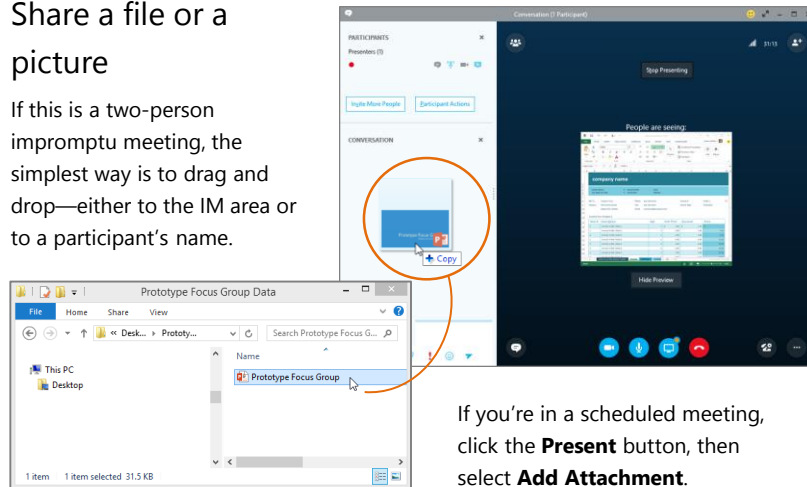 Share a file or a
picture
If this is a two-person
impromptu meeting, the
simplest way is to drag and
drop—either to the IM area or
to a participant's name.
Conversation (1 Participant)
PARTICIPANTS
Presenters (1)
Invite More People
Participant Actions
CONVERSATION
Copy
31:13
Stop Presenting
People are seeing:
company name
Hide Preview
Prototype Focus Group Data
File Home Share View
« Desk... Prototy...
Search Prototype Focus G...
This PC
Desktop
Name
Prototype Focus Group
1 item 1 item selected 31.5 KB
If you're in a scheduled meeting,
click the Present button, then
select Add Attachment.